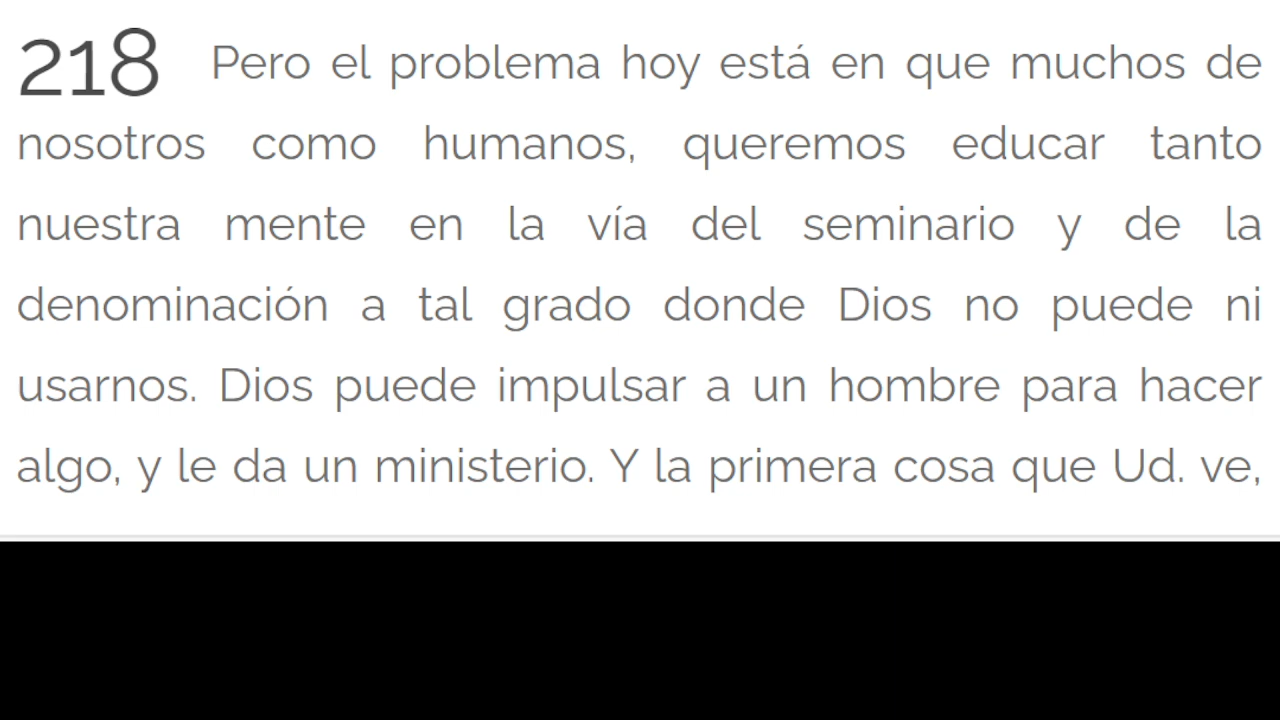 218 Pero el problema hoy está en que muchos de
nosotros como humanos, queremos educar tanto
nuestra mente en la vía del seminario y de la
denominación a tal grado donde Dios no puede ni
usarnos. Dios puede impulsar a un hombre para hacer
algo, y le da un ministerio. Y la primera cosa que Ud. ve,